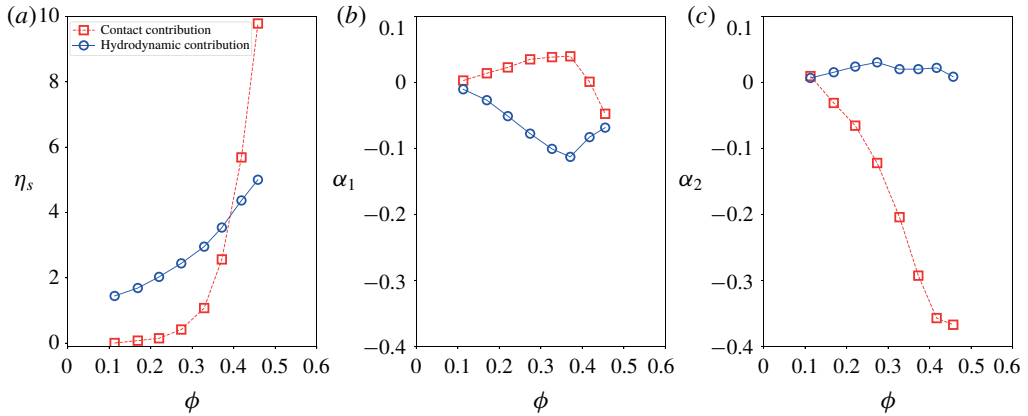 (a)
10
8
6
4
2
0
η_s
Contact contribution
Hydrodynamic contribution
0 0.1 0.2 0.3 0.4 0.5 0.6
ϕ
(b)
0.1
0
−0.1
−0.2
−0.3
−0.4
α_1
0 0.1 0.2 0.3 0.4 0.5 0.6
ϕ
(c)
0.1
0
−0.1
−0.2
−0.3
−0.4
α_2
0 0.1 0.2 0.3 0.4 0.5 0.6
ϕ